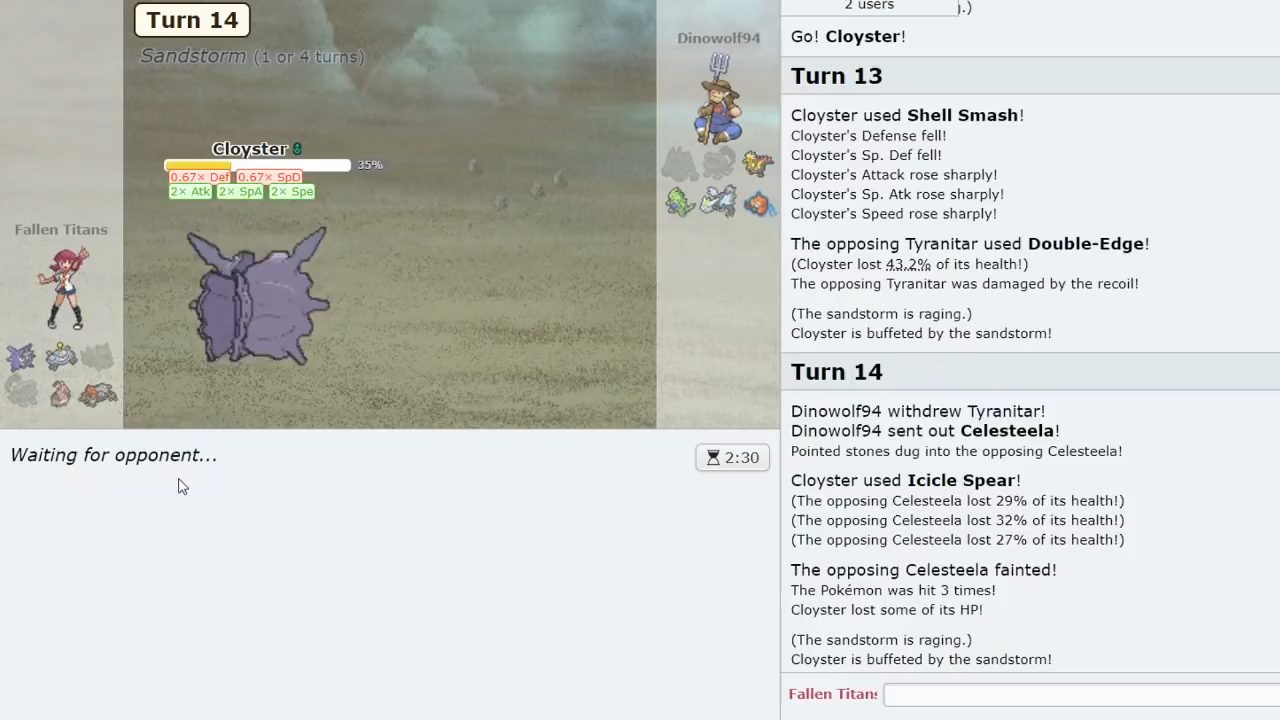 Turn 14
Sandstorm (1 or 4 turns)
Dinowolf94
Cloyster
35%
0.67× Def 0.67× SpD
2× Atk 2× SpA 2× Spe
Fallen Titans
Waiting for opponent...
2:30
2 users
Go! Cloyster!
Turn 13
Cloyster used Shell Smash!
Cloyster's Defense fell!
Cloyster's Sp. Def fell!
Cloyster's Attack rose sharply!
Cloyster's Sp. Atk rose sharply!
Cloyster's Speed rose sharply!
The opposing Tyranitar used Double-Edge!
(Cloyster lost 43.2% of its health!)
The opposing Tyranitar was damaged by the recoil!
(The sandstorm is raging.)
Cloyster is buffeted by the sandstorm!
Turn 14
Dinowolf94 withdrew Tyranitar!
Dinowolf94 sent out Celesteela!
Pointed stones dug into the opposing Celesteela!
Cloyster used Icicle Spear!
(The opposing Celesteela lost 29% of its health!)
(The opposing Celesteela lost 32% of its health!)
(The opposing Celesteela lost 27% of its health!)
The opposing Celesteela fainted!
The Pokémon was hit 3 times!
Cloyster lost some of its HP!
(The sandstorm is raging.)
Cloyster is buffeted by the sandstorm!
Fallen Titans